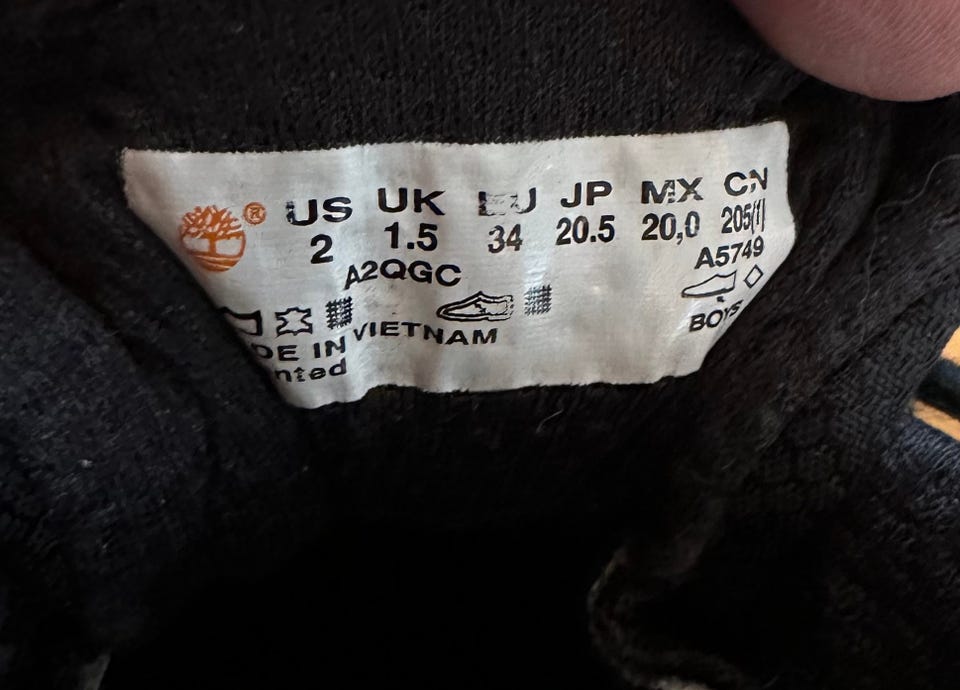 ® US UK EU JP MX CN
2 1.5 34 20.5 20,0 205(1)
A2QGC A5749
DE IN VIETNAM BOYS
nted